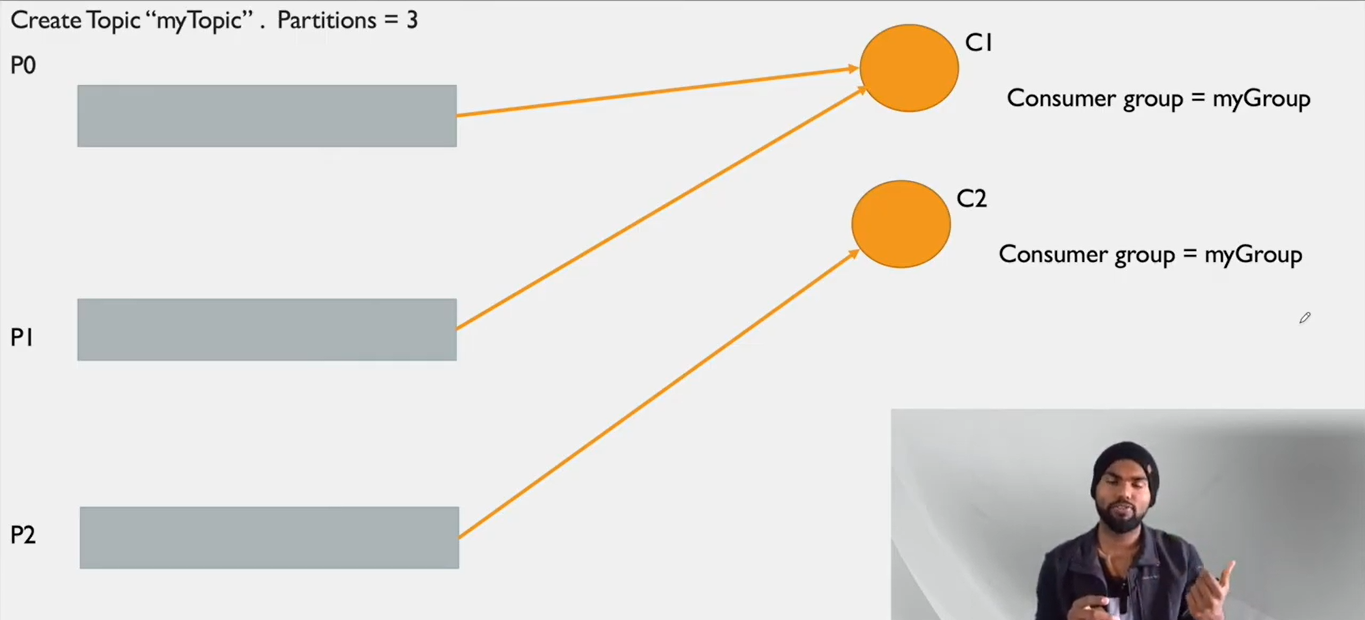 Create Topic “myTopic” . Partitions = 3
P0
C1
Consumer group = myGroup
C2
Consumer group = myGroup
P1
P2